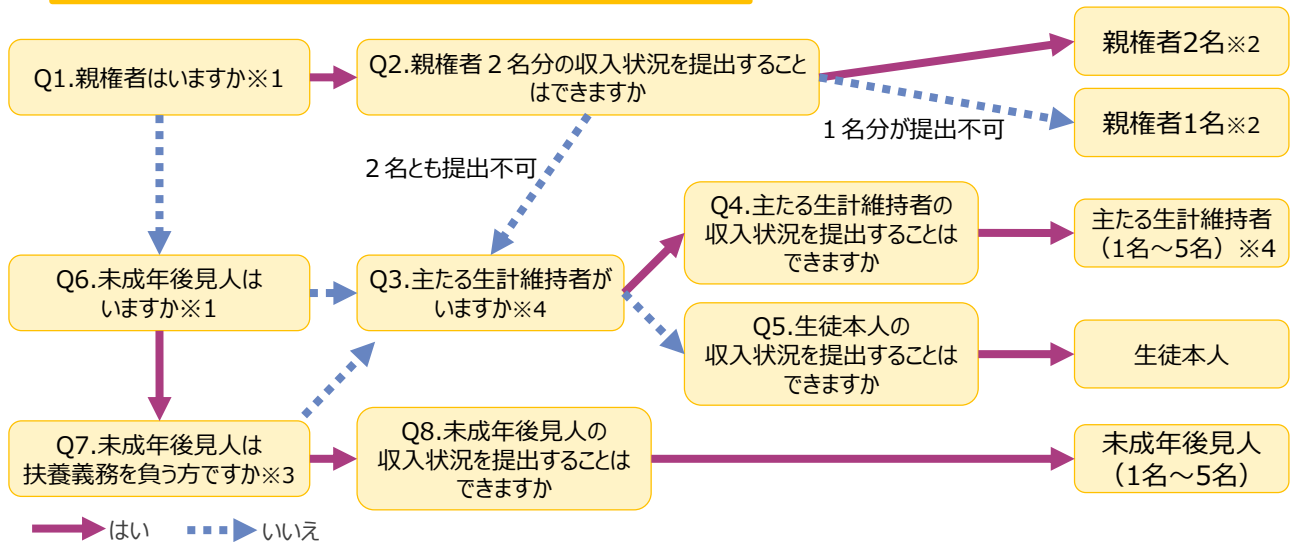 Q1.親権者はいますか※1
Q2.親権者２名分の収入状況を提出すること
はできますか
親権者2名※2
親権者1名※2
１名分が提出不可
２名とも提出不可
Q4.主たる生計維持者の
収入状況を提出することは
できますか
主たる生計維持者
（1名～5名）※4
Q6.未成年後見人は
いますか※1
Q3.主たる生計維持者が
いますか※4
Q5.生徒本人の
収入状況を提出することは
できますか
生徒本人
Q7.未成年後見人は
扶養義務を負う方ですか※3
Q8.未成年後見人の
収入状況を提出することは
できますか
未成年後見人
（1名～5名）
はい
いいえ